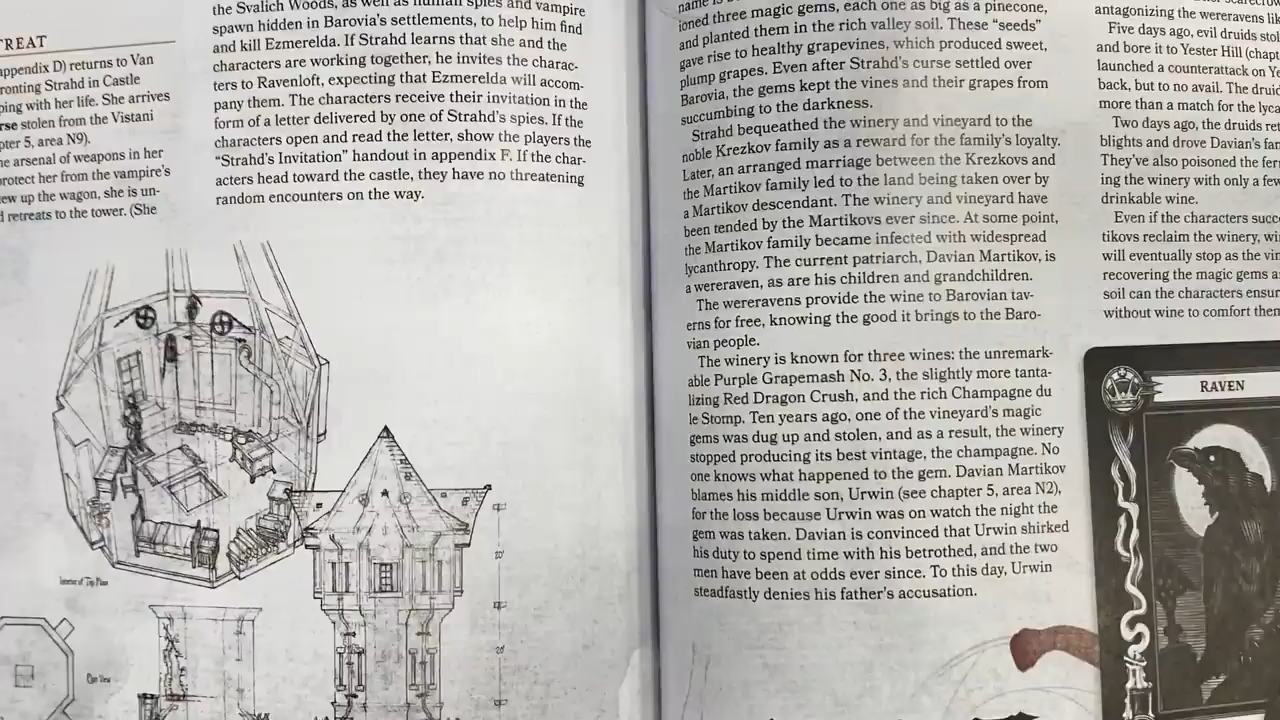 TREAT
appendix D) returns to Van
ronting Strahd in Castle
ping with her life. She arrives
rse stolen from the Vistani
pter 5, area N9).
he arsenal of weapons in her
protect her from the vampire's
ew up the wagon, she is un-
d retreats to the tower. (She
the Svalich Woods, as well as human spies and vampire
spawn hidden in Barovia's settlements, to help him find
and kill Ezmerelda. If Strahd learns that she and the
characters are working together, he invites the charac-
ters to Ravenloft, expecting that Ezmerelda will accom-
pany them. The characters receive their invitation in the
form of a letter delivered by one of Strahd's spies. If the
characters open and read the letter, show the players the
"Strahd's Invitation" handout in appendix F. If the char-
acters head toward the castle, they have no threatening
random encounters on the way.
Interior of Top Floor
20'
20'
name is
ioned three magic gems, each one as big as a pinecone,
and planted them in the rich valley soil. These "seeds"
gave rise to healthy grapevines, which produced sweet,
plump grapes. Even after Strahd's curse settled over
Barovia, the gems kept the vines and their grapes from
succumbing to the darkness.
Strahd bequeathed the winery and vineyard to the
noble Krezkov family as a reward for the family's loyalty.
Later, an arranged marriage between the Krezkovs and
the Martikov family led to the land being taken over by
a Martikov descendant. The winery and vineyard have
been tended by the Martikovs ever since. At some point,
the Martikov family became infected with widespread
lycanthropy. The current patriarch, Davian Martikov, is
a wereraven, as are his children and grandchildren.
The wereravens provide the wine to Barovian tav-
erns for free, knowing the good it brings to the Baro-
vian people.
The winery is known for three wines: the unremark-
able Purple Grapemash No. 3, the slightly more tanta-
lizing Red Dragon Crush, and the rich Champagne du
le Stomp. Ten years ago, one of the vineyard's magic
gems was dug up and stolen, and as a result, the winery
stopped producing its best vintage, the champagne. No
one knows what happened to the gem. Davian Martikov
blames his middle son, Urwin (see chapter 5, area N2),
for the loss because Urwin was on watch the night the
gem was taken. Davian is convinced that Urwin shirked
his duty to spend time with his betrothed, and the two
men have been at odds ever since. To this day, Urwin
steadfastly denies his father's accusation.
antagonizing the wereravens li
Five days ago, evil druids stol
and bore it to Yester Hill (chapt
launched a counterattack on Ye
back, but to no avail. The druid
more than a match for the lyca
Two days ago, the druids ret
blights and drove Davian's fam
They've also poisoned the fer
ing the winery with only a few
drinkable wine.
Even if the characters succ
tikovs reclaim the winery, wi
will eventually stop as the vin
recovering the magic gems a
soil can the characters ensur
without wine to comfort them
RAVEN